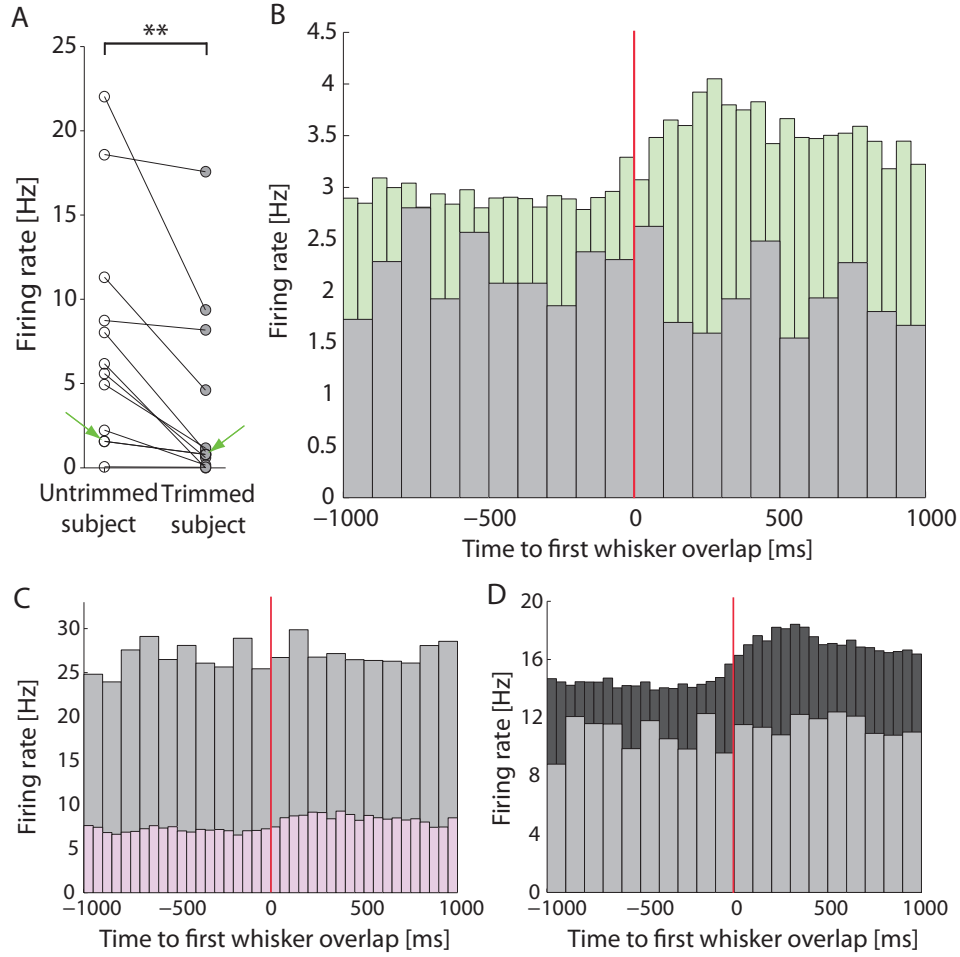 A
**
Firing rate [Hz]
25
20
15
10
5
0
Untrimmed subject
Trimmed subject
B
Firing rate [Hz]
4.5
4
3.5
3
2.5
2
1.5
1
0.5
0
−1000 −500 0 500 1000
Time to first whisker overlap [ms]
C
Firing rate [Hz]
30
25
20
15
10
5
0
−1000 −500 0 500 1000
Time to first whisker overlap [ms]
D
Firing rate [Hz]
20
16
12
8
4
0
−1000 −500 0 500 1000
Time to first whisker overlap [ms]